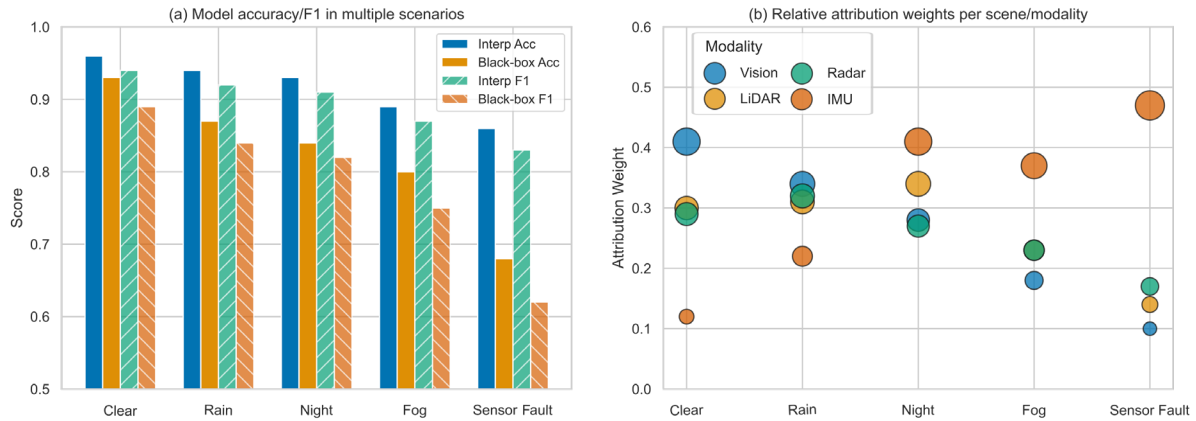 (a) Model accuracy/F1 in multiple scenarios
Score
1.0
0.9
0.8
0.7
0.6
0.5
Interp Acc
Black-box Acc
Interp F1
Black-box F1
Clear
Rain
Night
Fog
Sensor Fault
(b) Relative attribution weights per scene/modality
Attribution Weight
0.6
0.5
0.4
0.3
0.2
0.1
0.0
Modality
Vision
LiDAR
Radar
IMU
Clear
Rain
Night
Fog
Sensor Fault